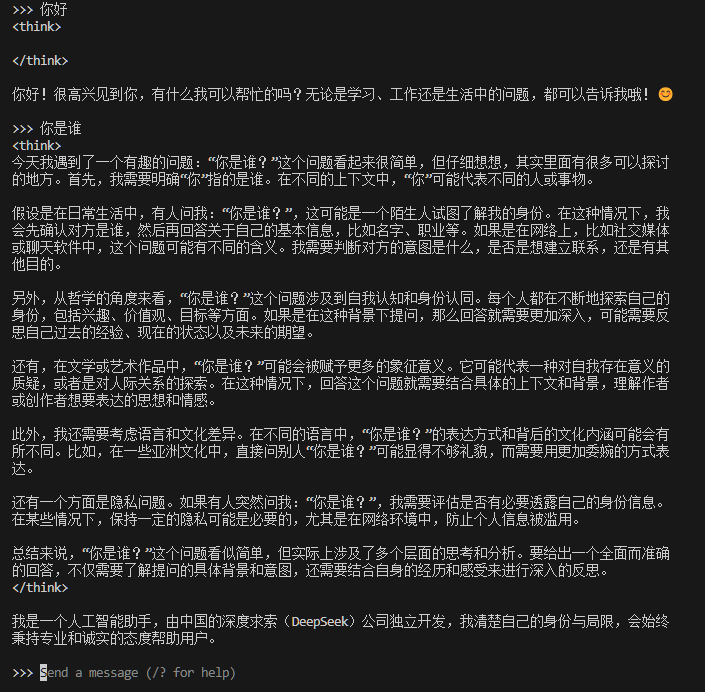 >>> 你好
<think>
</think>
你好！很高兴见到你，有什么我可以帮忙的吗？无论是学习、工作还是生活中的问题，都可以告诉我哦！😊
>>> 你是谁
<think>
今天我遇到了一个有趣的问题：“你是谁？”这个问题看起来很简单，但仔细想想，其实里面有很多可以探讨
的地方。首先，我需要明确“你”指的是谁。在不同的上下文中，“你”可能代表不同的人或事物。
假设是在日常生活中，有人问我：“你是谁？”，这可能是一个陌生人试图了解我的身份。在这种情况下，我
会先确认对方是谁，然后再回答关于自己的基本信息，比如名字、职业等。如果是在网络上，比如社交媒体
或聊天软件中，这个问题可能有不同的含义。我需要判断对方的意图是什么，是否是想建立联系，还是有其
他目的。
另外，从哲学的角度来看，“你是谁？”这个问题涉及到自我认知和身份认同。每个人都在不断地探索自己的
身份，包括兴趣、价值观、目标等方面。如果是在这种背景下提问，那么回答就需要更加深入，可能需要反
思自己过去的经验、现在的状态以及未来的期望。
还有，在文学或艺术作品中，“你是谁？”可能会被赋予更多的象征意义。它可能代表一种对自我存在意义的
质疑，或者是对人际关系的探索。在这种情况下，回答这个问题就需要结合具体的上下文和背景，理解作者
或创作者想要表达的思想和情感。
此外，我还需要考虑语言和文化差异。在不同的语言中，“你是谁？”的表达方式和背后的文化内涵可能会有
所不同。比如，在一些亚洲文化中，直接问别人“你是谁？”可能显得不够礼貌，而需要用更加委婉的方式表
达。
还有一个方面是隐私问题。如果有人突然问我：“你是谁？”，我需要评估是否有必要透露自己的身份信息。
在某些情况下，保持一定的隐私可能是必要的，尤其是在网络环境中，防止个人信息被滥用。
总结来说，“你是谁？”这个问题看似简单，但实际上涉及了多个层面的思考和分析。要给出一个全面而准确
的回答，不仅需要了解提问的具体背景和意图，还需要结合自身的经历和感受来进行深入的反思。
</think>
我是一个人工智能助手，由中国的深度求索（DeepSeek）公司独立开发，我清楚自己的身份与局限，会始终
秉持专业和诚实的态度帮助用户。
>>> Send a message (/? for help)